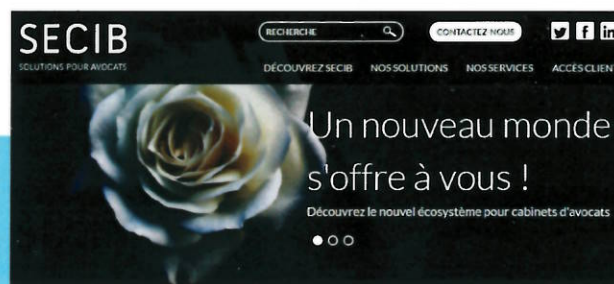 SECIB
SOLUTIONS POUR AVOCATS
RECHERCHE
CONTACTEZ NOUS
DÉCOUVREZ SECIB NOS SOLUTIONS NOS SERVICES ACCÈS CLIENT
Un nouveau monde
s'offre à vous !
Découvrez le nouvel écosystème pour cabinets d'avocats